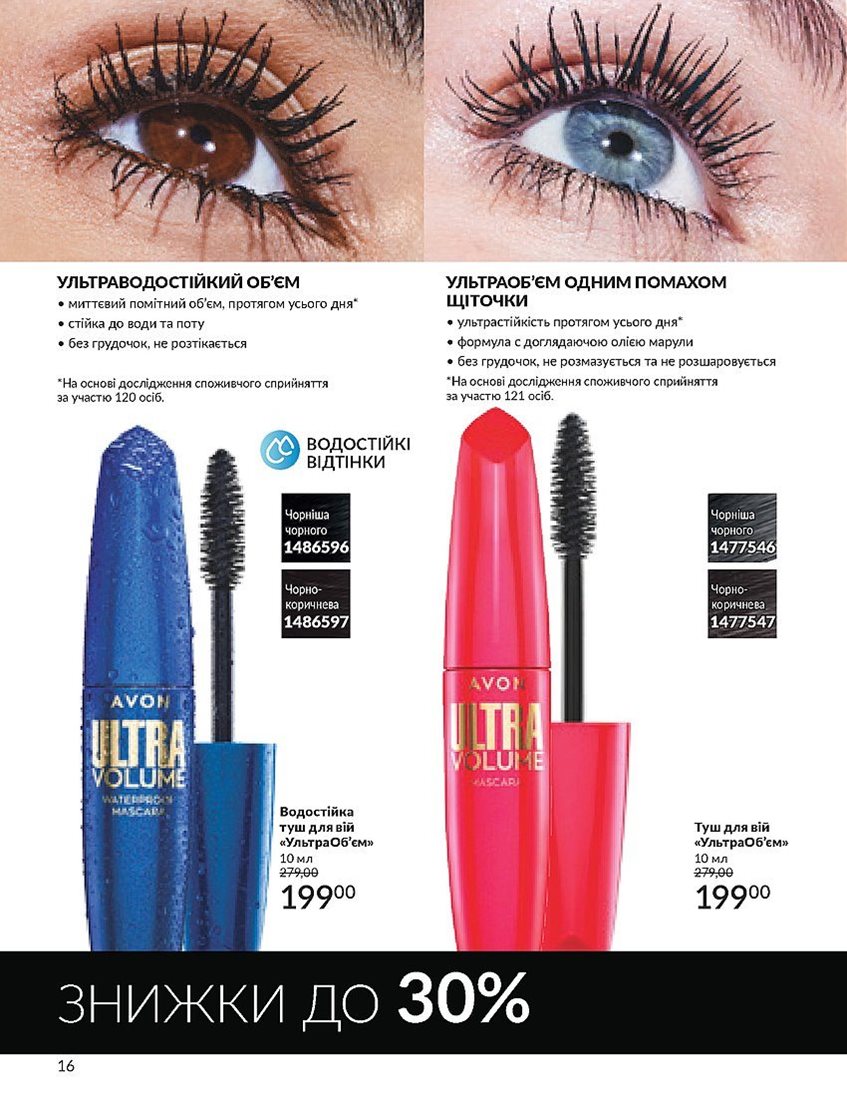 УЛЬТРАВОДОСТІЙКИЙ ОБ’ЄМ
• миттєвий помітний об’єм, протягом усього дня*
• стійка до води та поту
• без грудочок, не розтікається
*На основі дослідження споживчого сприйняття
за участю 120 осіб.
УЛЬТРАОБ’ЄМ ОДНИМ ПОМАХОМ
ЩІТОЧКИ
• ультрастійкість протягом усього дня*
• формула с доглядаючою олією марули
• без грудочок, не розмазується та не розшаровується
*На основі дослідження споживчого сприйняття
за участю 121 осіб.
ВОДОСТІЙКІ
ВІДТІНКИ
Чорніша
чорного
1486596
Чорно-
коричнева
1486597
Чорніша
чорного
1477546
Чорно-
коричнева
1477547
AVON
ULTRA
VOLUME
WATERPROOF
MASCARA
AVON
ULTRA
VOLUME
MASCARA
Водостійка
туш для вій
«УльтраОб’єм»
10 мл
279,00
19900
Туш для вій
«УльтраОб’єм»
10 мл
279,00
19900
ЗНИЖКИ ДО 30%
16